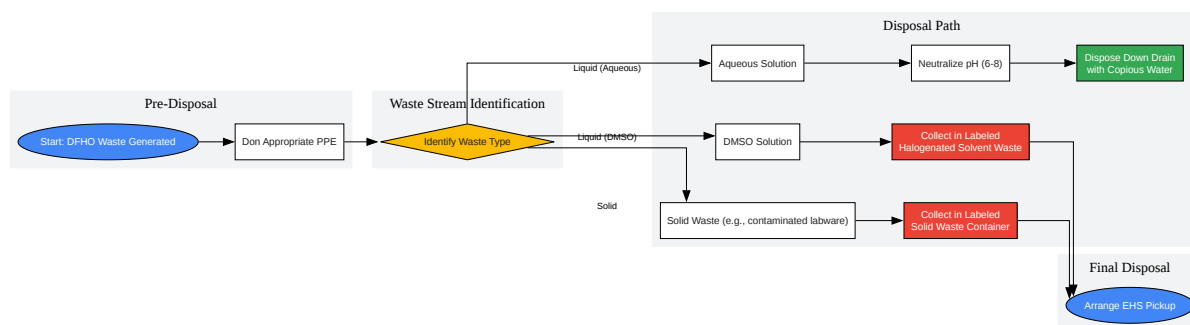 Disposal Path
Pre-Disposal
Waste Stream Identification
Start: DFHO Waste Generated
Don Appropriate PPE
Identify Waste Type
Liquid (Aqueous)
Aqueous Solution
Neutralize pH (6-8)
Dispose Down Drain
with Copious Water
Liquid (DMSO)
DMSO Solution
Collect in Labeled
Halogenated Solvent Waste
Solid
Solid Waste (e.g., contaminated labware)
Collect in Labeled
Solid Waste Container
Final Disposal
Arrange EHS Pickup